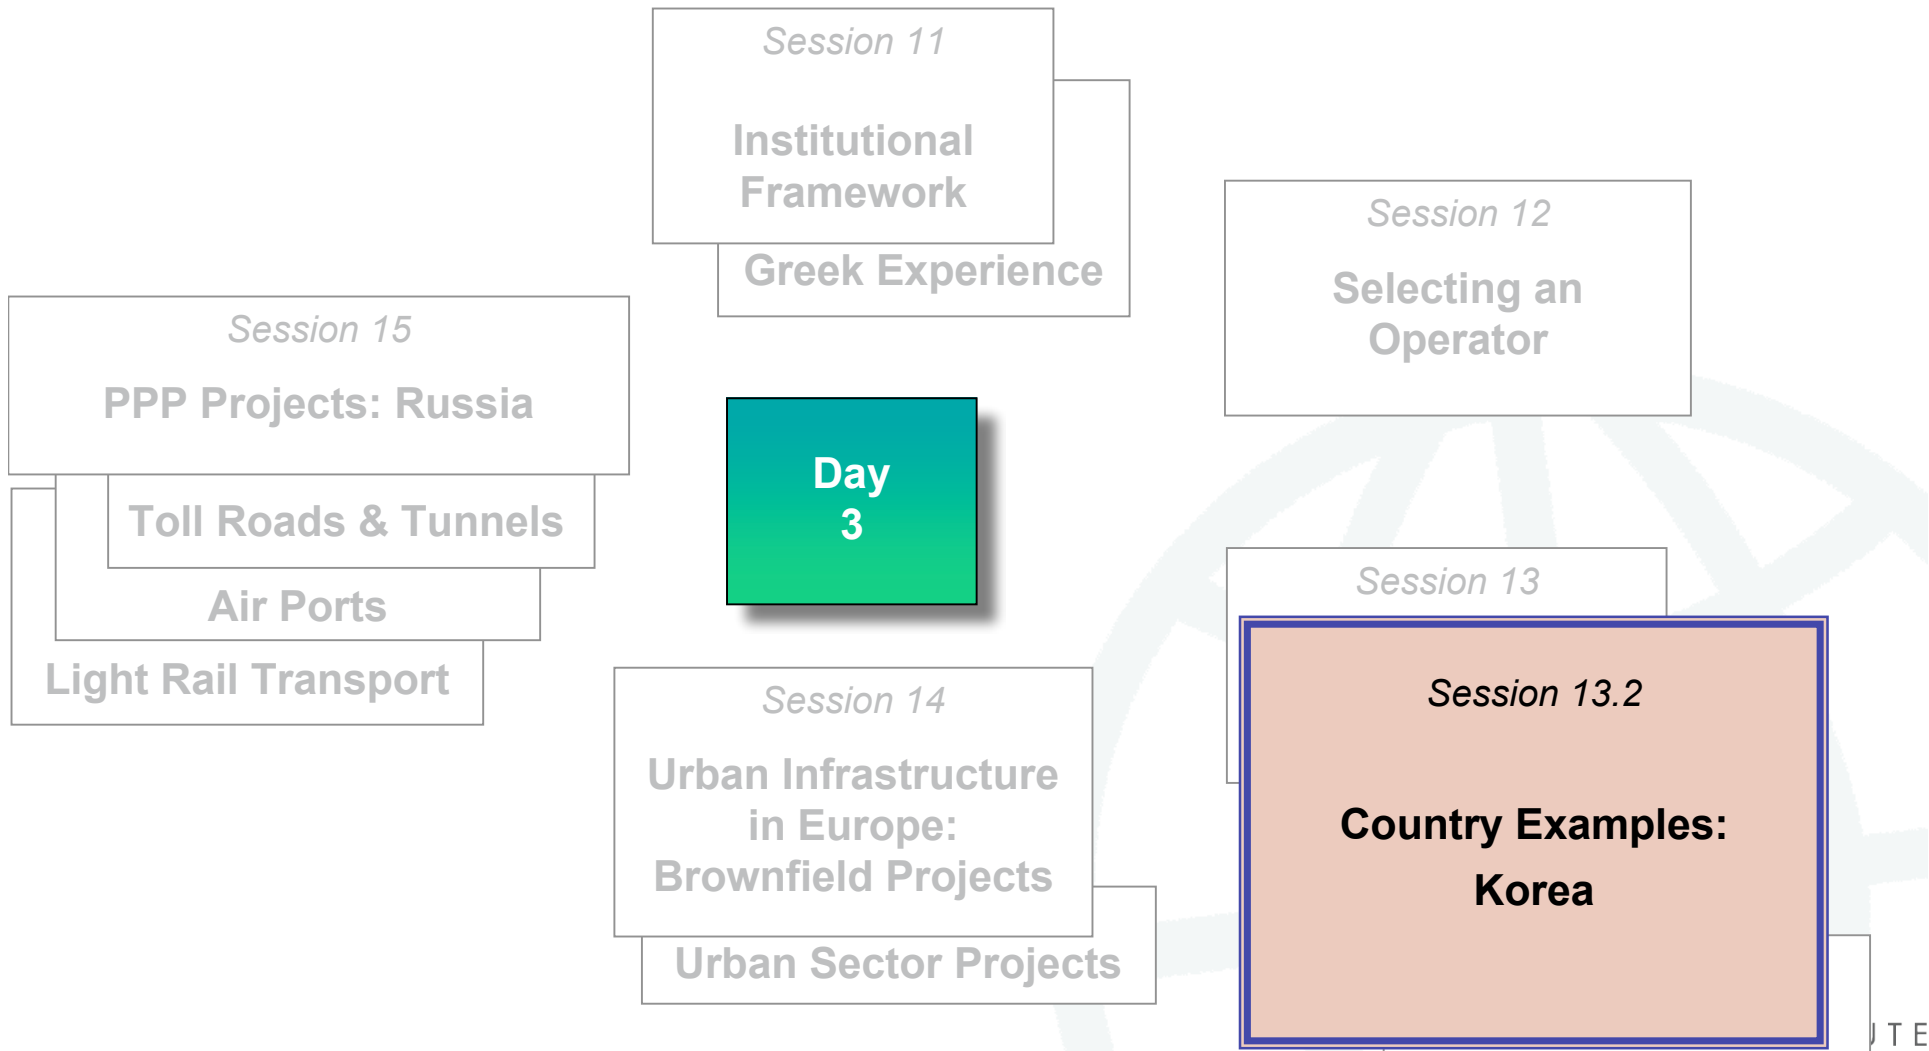 Session 11
Institutional
Framework
Greek Experience
Session 12
Selecting an
Operator
Session 15
PPP Projects: Russia
Toll Roads & Tunnels
Air Ports
Light Rail Transport
Day
3
Session 13
Session 13.2
Country Examples:
Korea
Session 14
Urban Infrastructure
in Europe:
Brownfield Projects
Urban Sector Projects